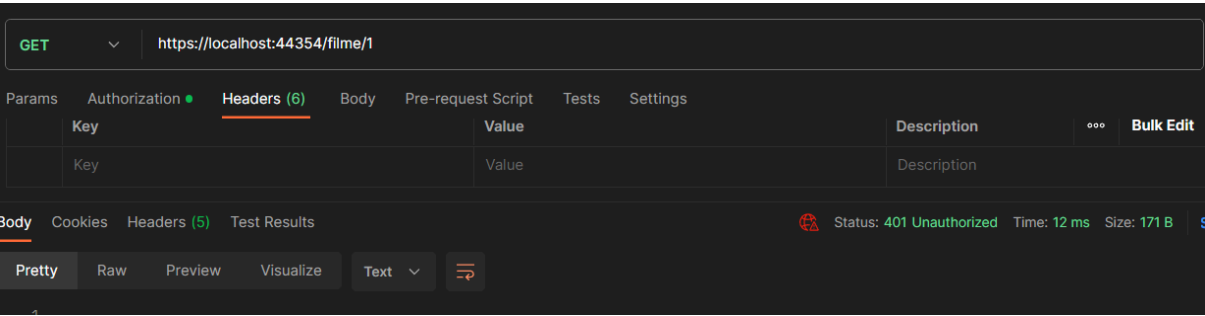 GET https://localhost:44354/filme/1
Params Authorization Headers (6) Body Pre-request Script Tests Settings
Key Value Description ooo Bulk Edit
Key Value Description
Body Cookies Headers (5) Test Results Status: 401 Unauthorized Time: 12 ms Size: 171 B S
Pretty Raw Preview Visualize Text
1